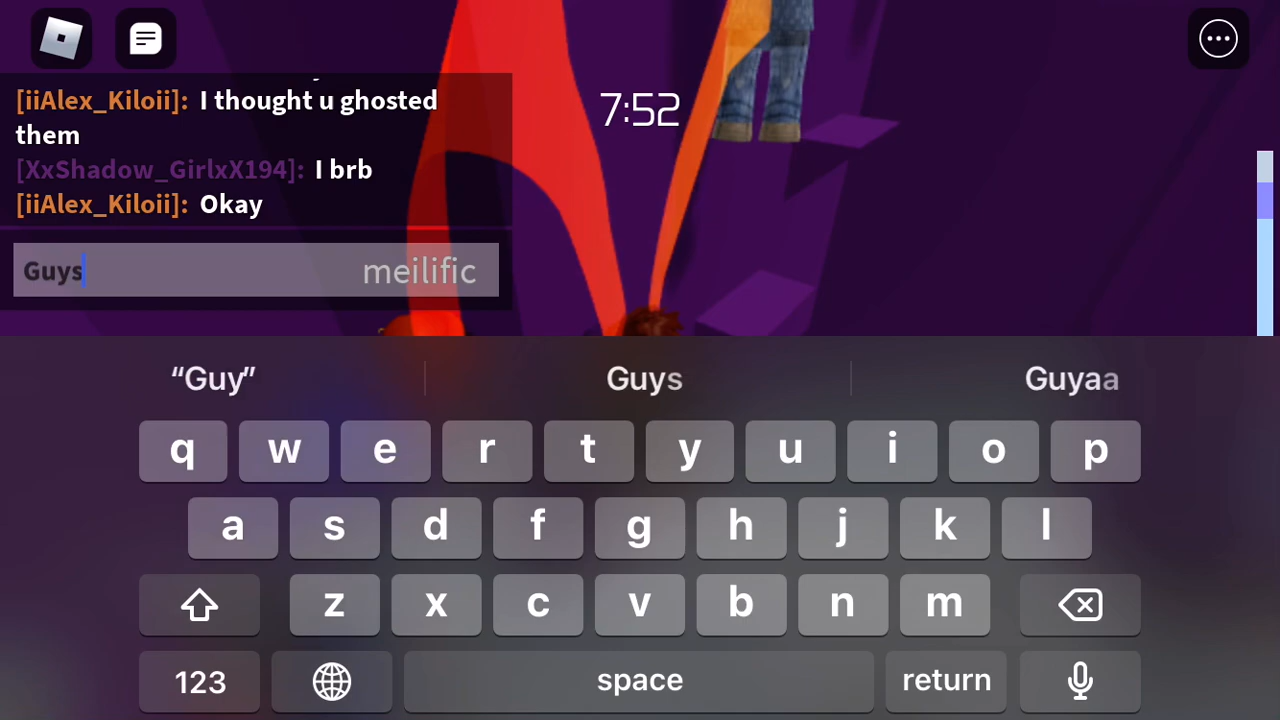 [iiAlex_Kiloii]: I thought u ghosted
them
7:52
[XxShadow_GirlxX194]: I brb
[iiAlex_Kiloii]: Okay
Guys meilific
“Guy” Guys Guyaa
q w e r t y u i o p
a s d f g h j k l
z x c v b n m
123 space return